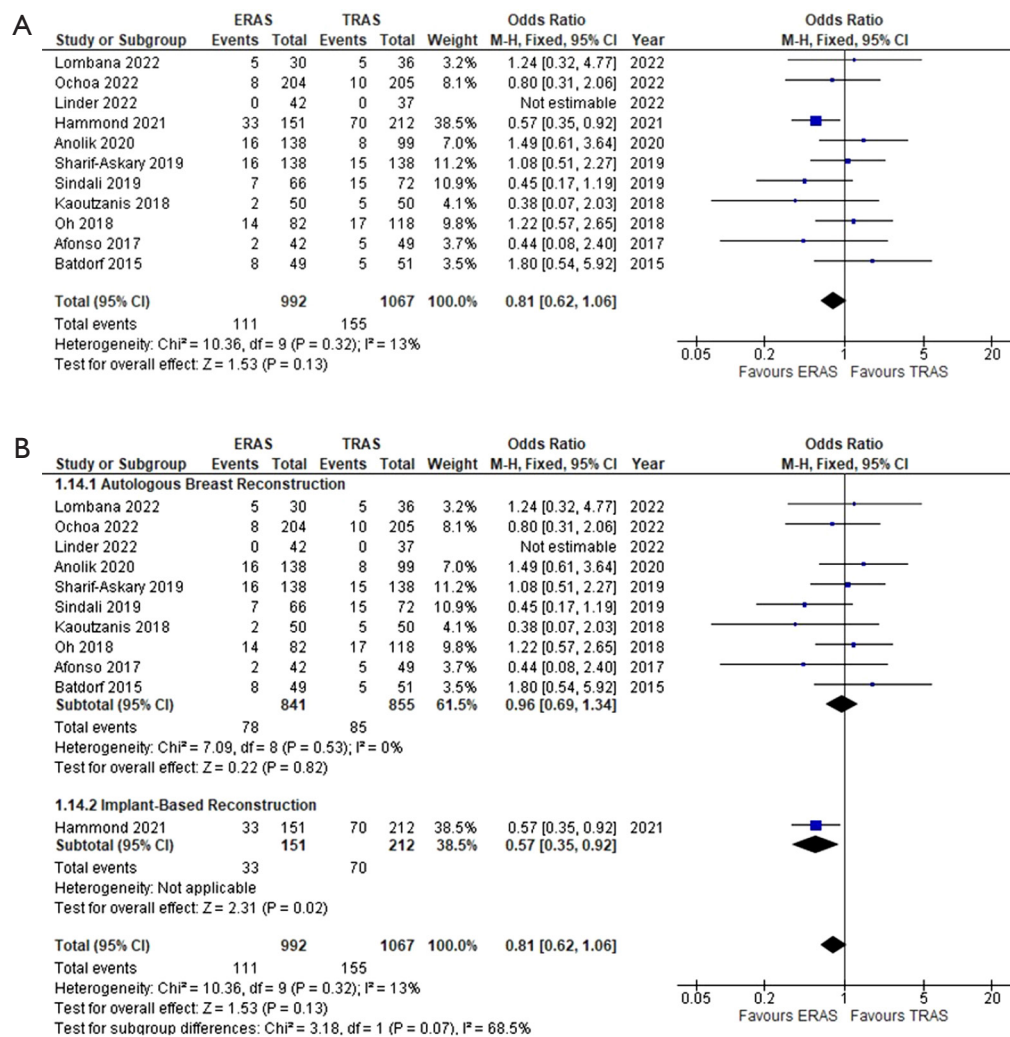 A
ERAS TRAS Odds Ratio Odds Ratio
Study or Subgroup Events Total Events Total Weight M-H, Fixed, 95% CI Year M-H, Fixed, 95% CI
Lombana 2022 5 30 5 36 3.2% 1.24 [0.32, 4.77] 2022
Ochoa 2022 8 204 10 205 8.1% 0.80 [0.31, 2.06] 2022
Linder 2022 0 42 0 37 Not estimable 2022
Hammond 2021 33 151 70 212 38.5% 0.57 [0.35, 0.92] 2021
Anolik 2020 16 138 8 99 7.0% 1.49 [0.61, 3.64] 2020
Sharif-Askary 2019 16 138 15 138 11.2% 1.08 [0.51, 2.27] 2019
Sindali 2019 7 66 15 72 10.9% 0.45 [0.17, 1.19] 2019
Kaoutzanis 2018 2 50 5 50 4.1% 0.38 [0.07, 2.03] 2018
Oh 2018 14 82 17 118 9.8% 1.22 [0.57, 2.65] 2018
Afonso 2017 2 42 5 49 3.7% 0.44 [0.08, 2.40] 2017
Batdorf 2015 8 49 5 51 3.5% 1.80 [0.54, 5.92] 2015
Total (95% CI) 992 1067 100.0% 0.81 [0.62, 1.06]
Total events 111 155
Heterogeneity: Chi² = 10.36, df = 9 (P = 0.32); I² = 13%
Test for overall effect: Z = 1.53 (P = 0.13)
0.05 0.2 1 5 20
Favours ERAS Favours TRAS
B
ERAS TRAS Odds Ratio Odds Ratio
Study or Subgroup Events Total Events Total Weight M-H, Fixed, 95% CI Year M-H, Fixed, 95% CI
1.14.1 Autologous Breast Reconstruction
Lombana 2022 5 30 5 36 3.2% 1.24 [0.32, 4.77] 2022
Ochoa 2022 8 204 10 205 8.1% 0.80 [0.31, 2.06] 2022
Linder 2022 0 42 0 37 Not estimable 2022
Anolik 2020 16 138 8 99 7.0% 1.49 [0.61, 3.64] 2020
Sharif-Askary 2019 16 138 15 138 11.2% 1.08 [0.51, 2.27] 2019
Sindali 2019 7 66 15 72 10.9% 0.45 [0.17, 1.19] 2019
Kaoutzanis 2018 2 50 5 50 4.1% 0.38 [0.07, 2.03] 2018
Oh 2018 14 82 17 118 9.8% 1.22 [0.57, 2.65] 2018
Afonso 2017 2 42 5 49 3.7% 0.44 [0.08, 2.40] 2017
Batdorf 2015 8 49 5 51 3.5% 1.80 [0.54, 5.92] 2015
Subtotal (95% CI) 841 855 61.5% 0.96 [0.69, 1.34]
Total events 78 85
Heterogeneity: Chi² = 7.09, df = 8 (P = 0.53); I² = 0%
Test for overall effect: Z = 0.22 (P = 0.82)
1.14.2 Implant-Based Reconstruction
Hammond 2021 33 151 70 212 38.5% 0.57 [0.35, 0.92] 2021
Subtotal (95% CI) 151 212 38.5% 0.57 [0.35, 0.92]
Total events 33 70
Heterogeneity: Not applicable
Test for overall effect: Z = 2.31 (P = 0.02)
Total (95% CI) 992 1067 100.0% 0.81 [0.62, 1.06]
Total events 111 155
Heterogeneity: Chi² = 10.36, df = 9 (P = 0.32); I² = 13%
Test for overall effect: Z = 1.53 (P = 0.13)
Test for subgroup differences: Chi² = 3.18, df = 1 (P = 0.07), I² = 68.5%
0.05 0.2 1 5 20
Favours ERAS Favours TRAS